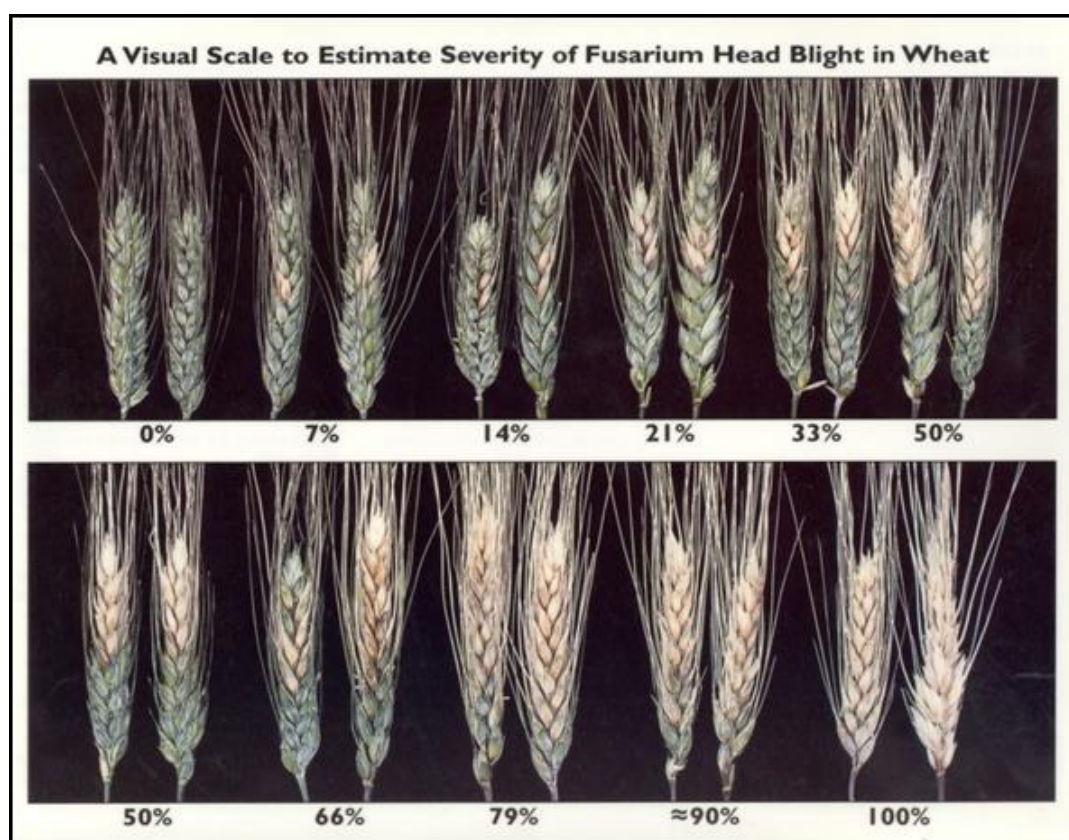 A Visual Scale to Estimate Severity of Fusarium Head Blight in Wheat
0% 7% 14% 21% 33% 50%
50% 66% 79% ≈90% 100%